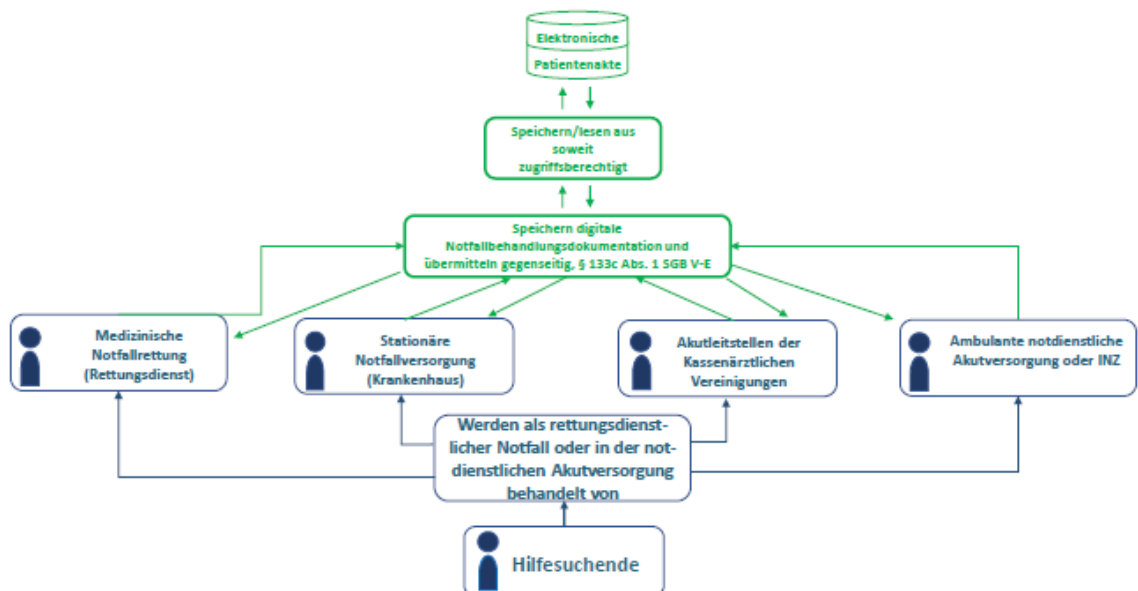 Elektronische
Patientenakte
Speichern/lesen aus
soweit
zugriffsberechtigt
Speichern digitale
Notfallbehandlungsdokumentation und
übermitteln gegenseitig, § 133c Abs. 1 SGB V-E
Medizinische
Notfallrettung
(Rettungsdienst)
Stationäre
Notfallversorgung
(Krankenhaus)
Akutleitstellen der
Kassenärztlichen
Vereinigungen
Ambulante notdienstliche
Akutversorgung oder INZ
Werden als rettungsdienst-
licher Notfall oder in der not-
dienstlichen Akutversorgung
behandelt von
Hilfesuchende